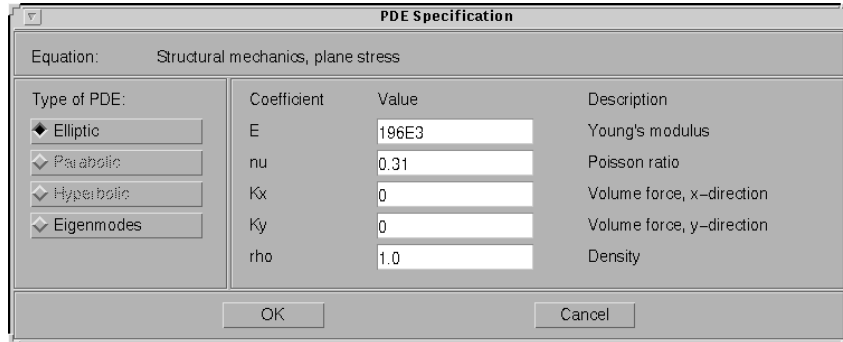 PDE Specification
Equation: Structural mechanics, plane stress
Type of PDE:
Elliptic
Parabolic
Hyperbolic
Eigenmodes
Coefficient Value Description
E 196E3 Young's modulus
nu 0.31 Poisson ratio
Kx 0 Volume force, x-direction
Ky 0 Volume force, y-direction
rho 1.0 Density
OK Cancel